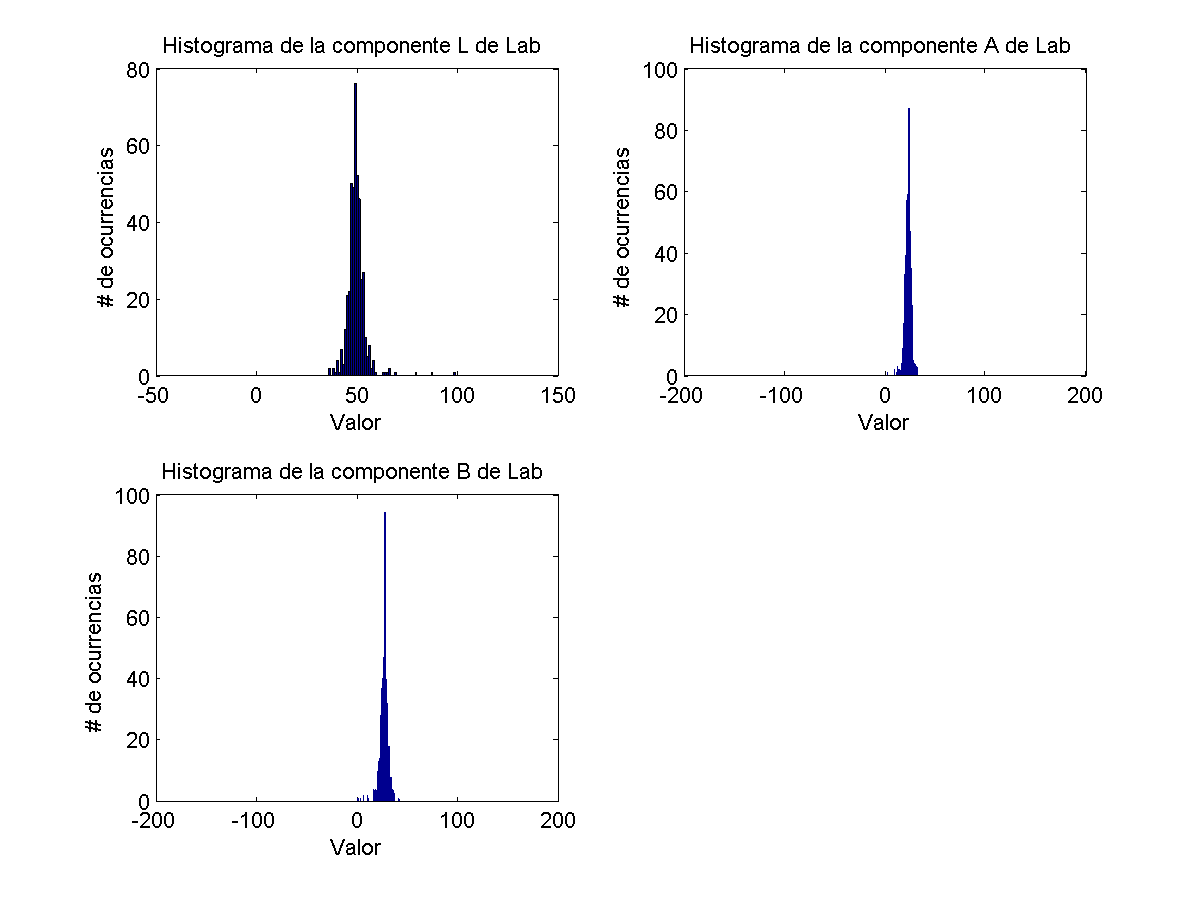 Histograma de la componente L de Lab
80
60
40
20
0
-50 0 50 100 150
# de ocurrencias
Valor
Histograma de la componente A de Lab
100
80
60
40
20
0
-200 -100 0 100 200
# de ocurrencias
Valor
Histograma de la componente B de Lab
100
80
60
40
20
0
-200 -100 0 100 200
# de ocurrencias
Valor